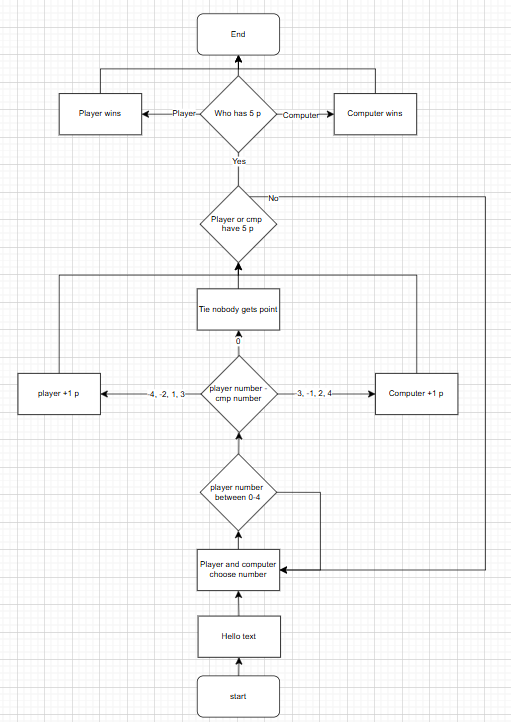 End
Player wins
Player
Who has 5 p
Computer
Computer wins
Yes
No
Player or cmp
have 5 p
Tie nobody gets point
0
player +1 p
-4, -2, 1, 3
player number -
cmp number
-3, -1, 2, 4
Computer +1 p
player number
between 0-4
Player and computer
choose number
Hello text
start